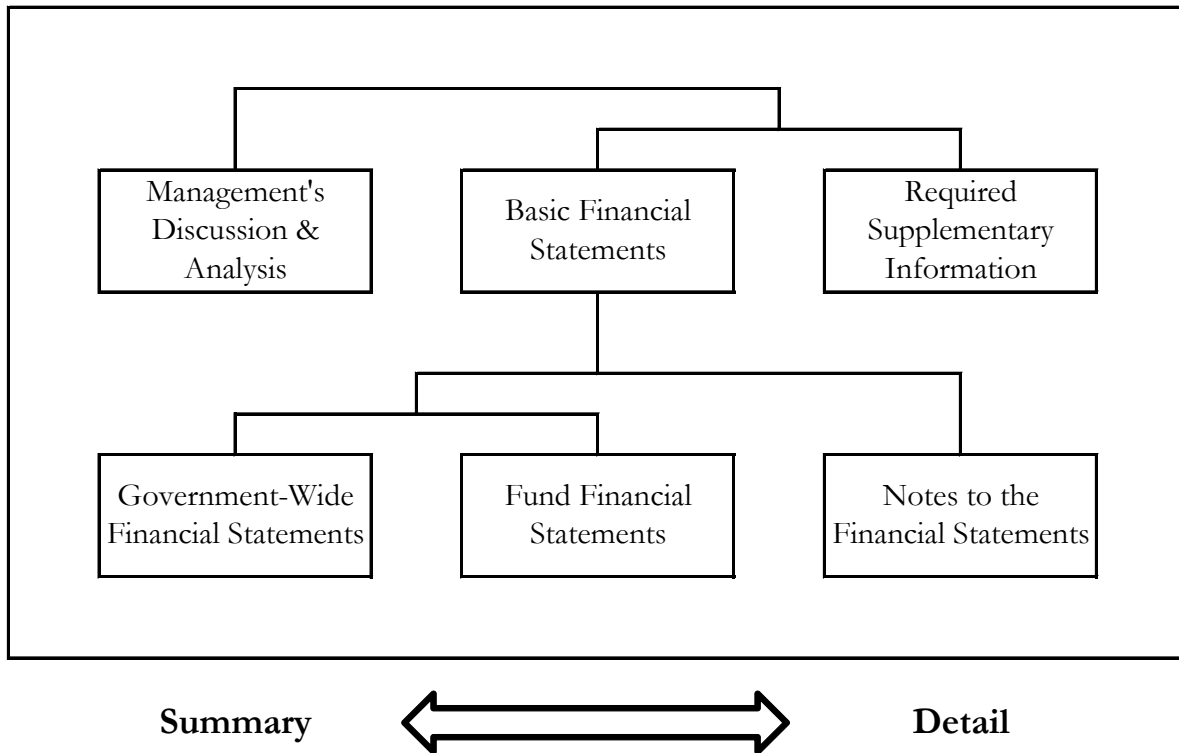 Management's
Discussion &
Analysis
Basic Financial
Statements
Required
Supplementary
Information
Government-Wide
Financial Statements
Fund Financial
Statements
Notes to the
Financial Statements
Summary
Detail